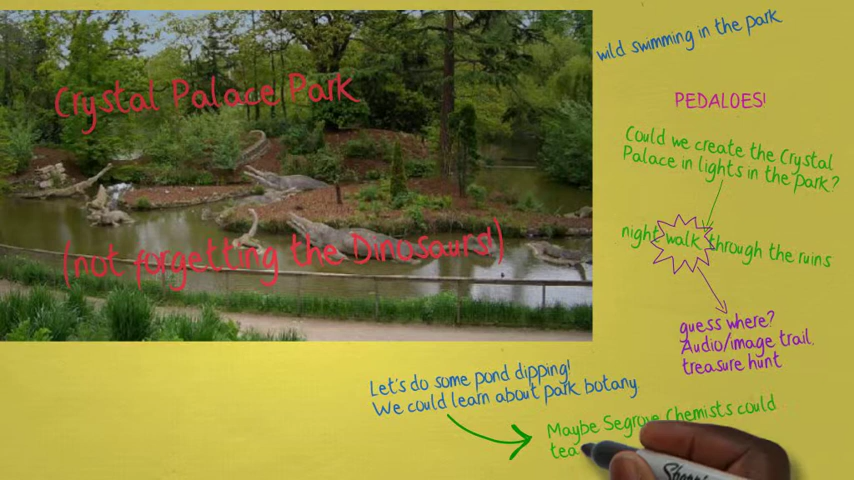 Crystal Palace Park
(not forgetting the Dinosaurs!)
wild swimming in the park
PEDALOES!
Could we create the Crystal
Palace in lights in the park?
night walk through the ruins
guess where?
Audio/image trail,
treasure hunt
Let's do some pond dipping!
We could learn about park botany
Maybe Segrove Chemists could
tea
Sharpie